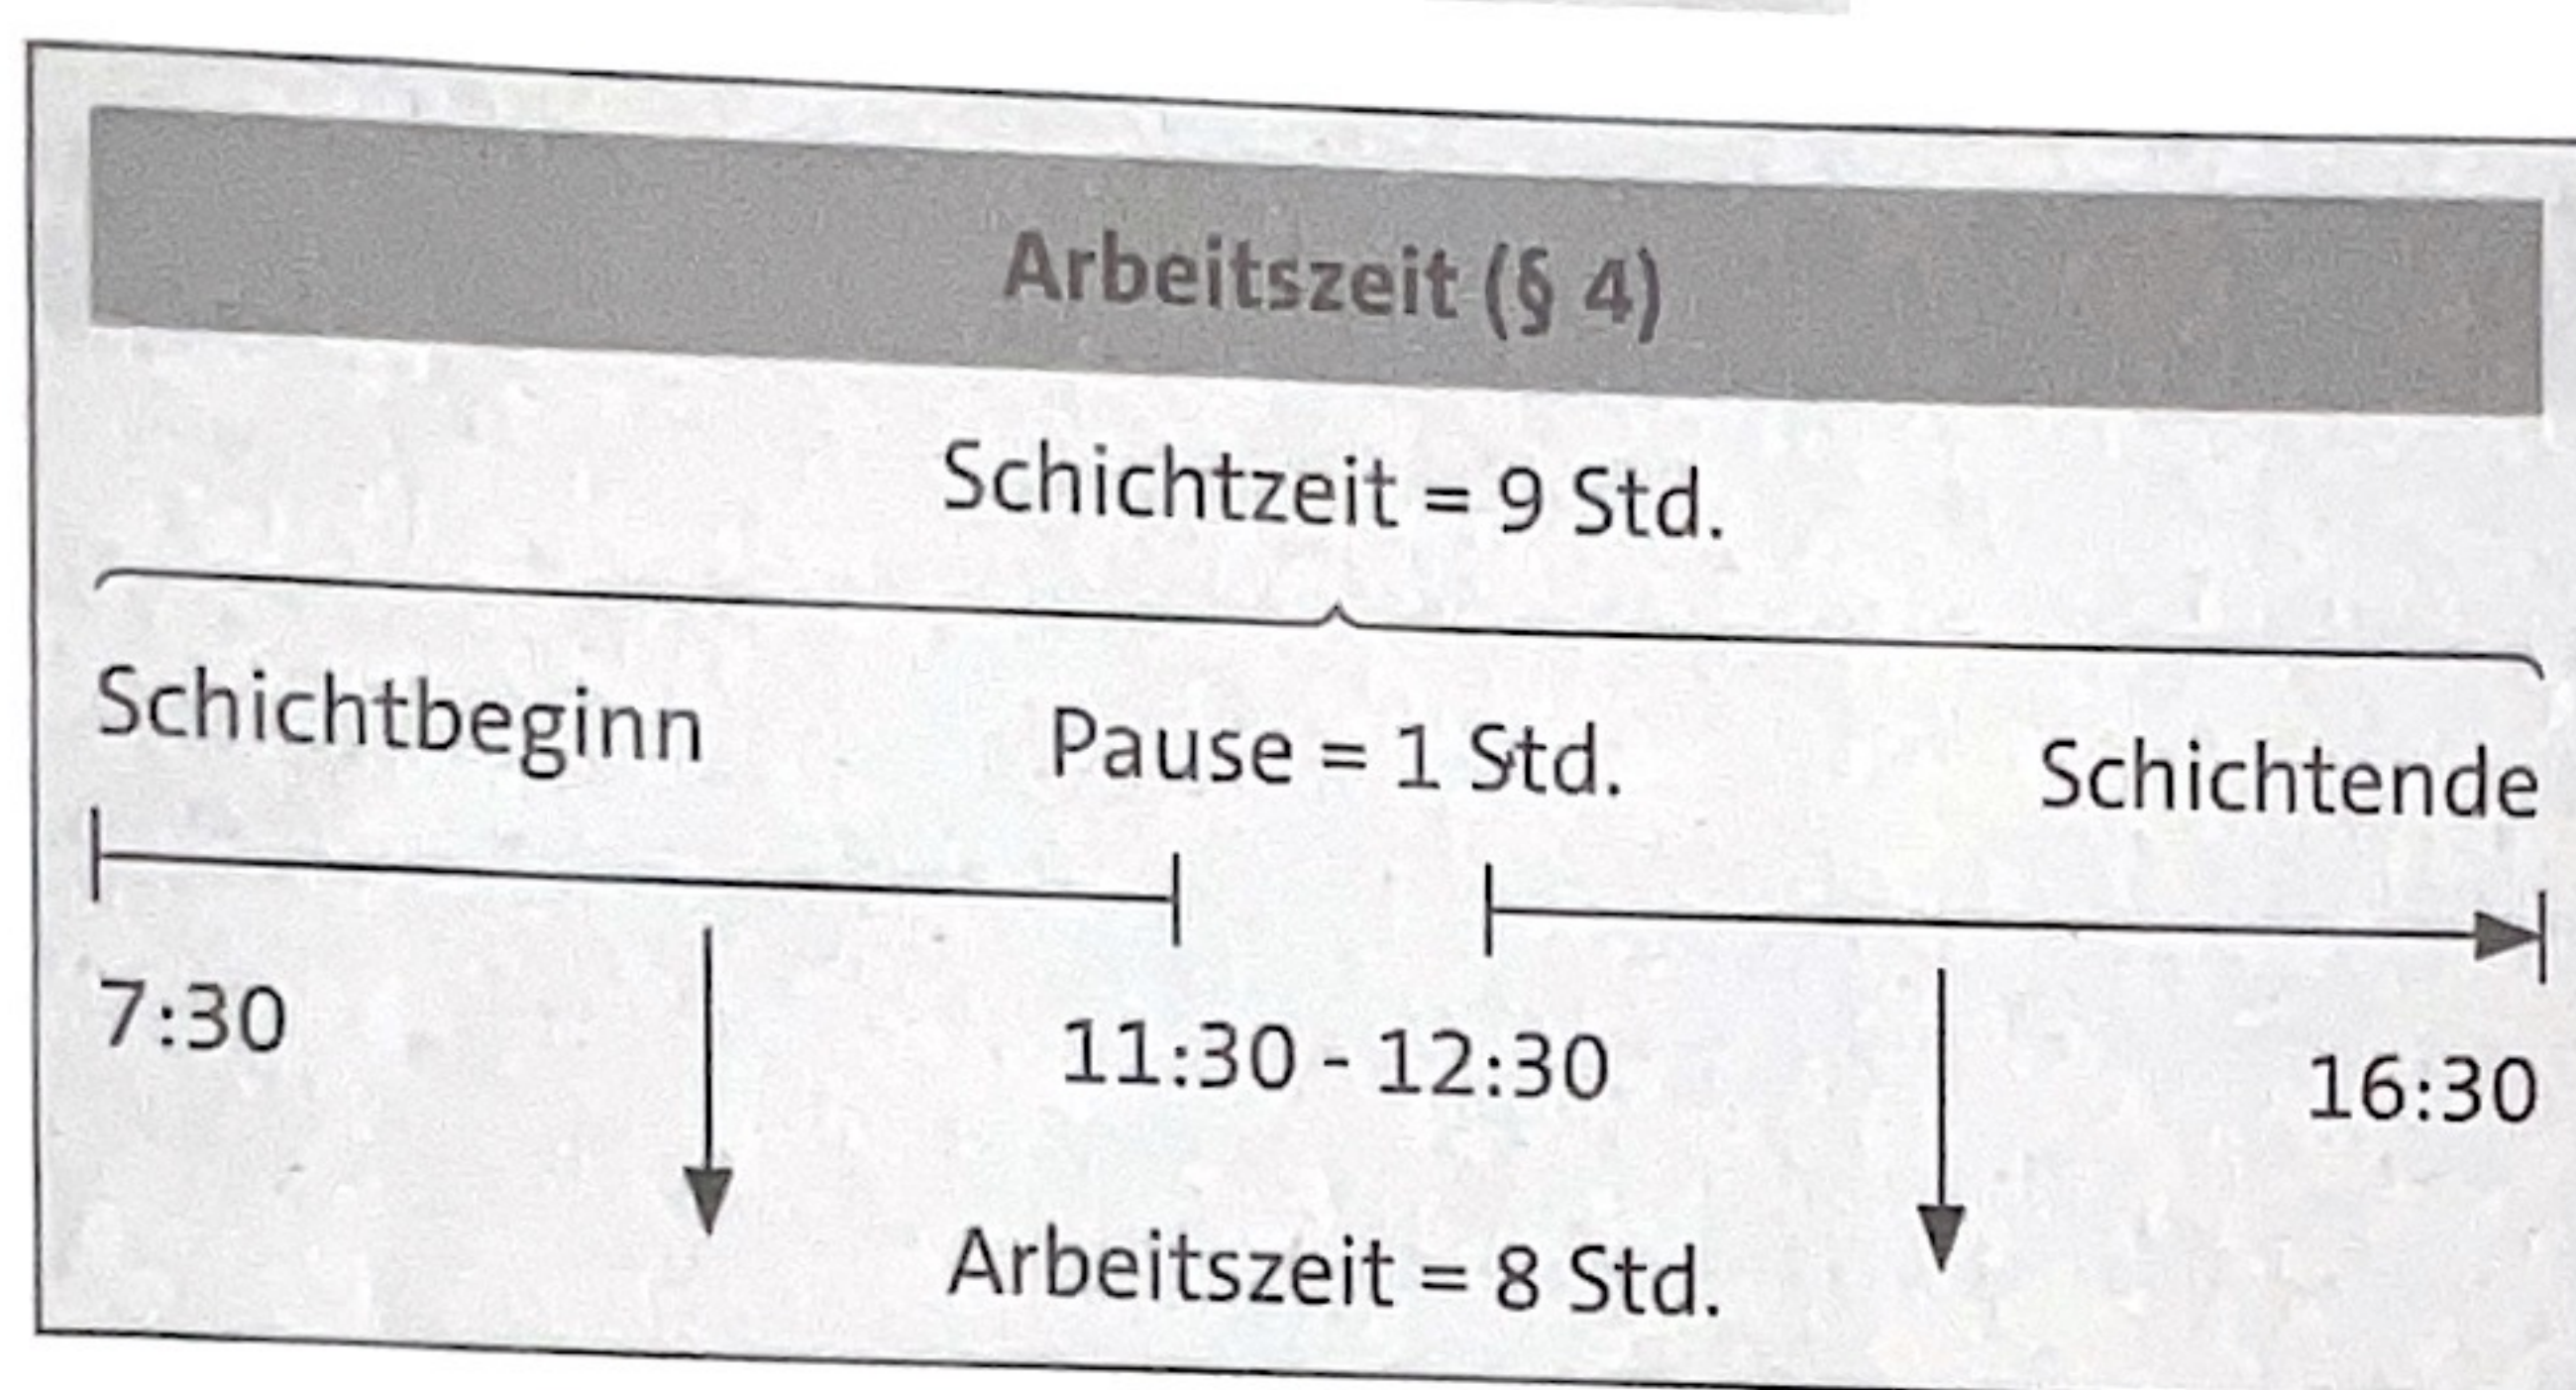 Arbeitszeit (§ 4)
Schichtzeit = 9 Std.
Schichtbeginn Pause = 1 Std. Schichtende
7:30 11:30 - 12:30 16:30
Arbeitszeit = 8 Std.